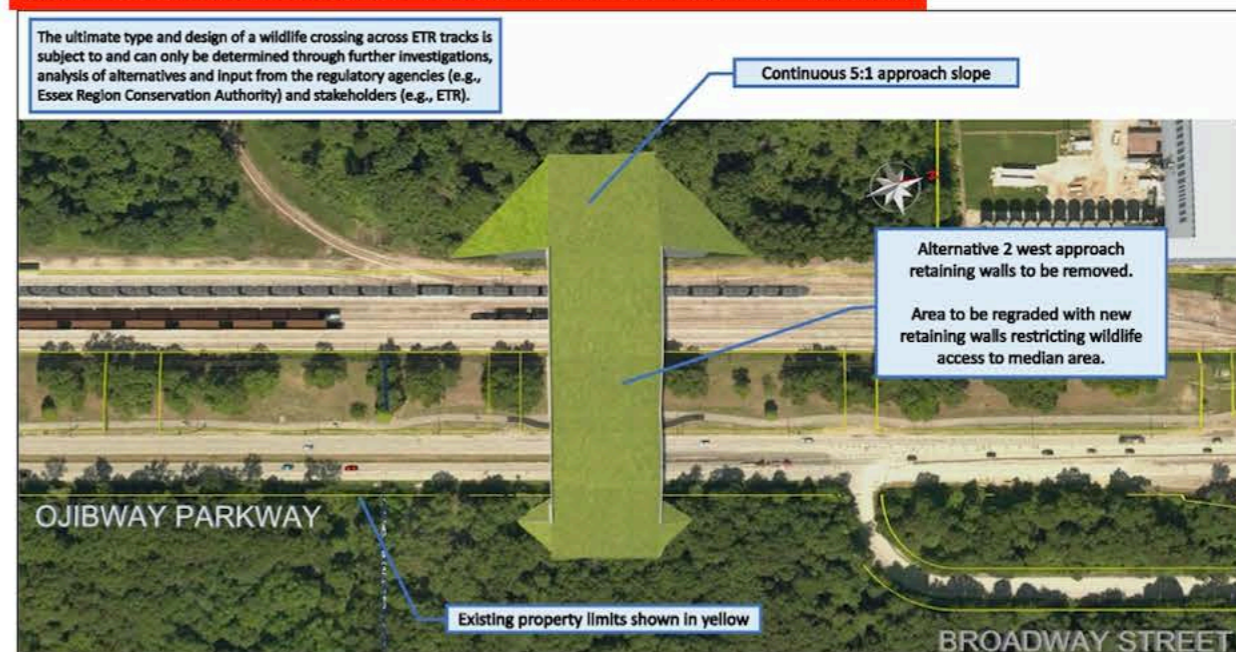 The ultimate type and design of a wildlife crossing across ETR tracks is
subject to and can only be determined through further investigations,
analysis of alternatives and input from the regulatory agencies (e.g.,
Essex Region Conservation Authority) and stakeholders (e.g., ETR).
Continuous 5:1 approach slope
Alternative 2 west approach
retaining walls to be removed.
Area to be regraded with new
retaining walls restricting wildlife
access to median area.
OJIBWAY PARKWAY
Existing property limits shown in yellow
BROADWAY STREET